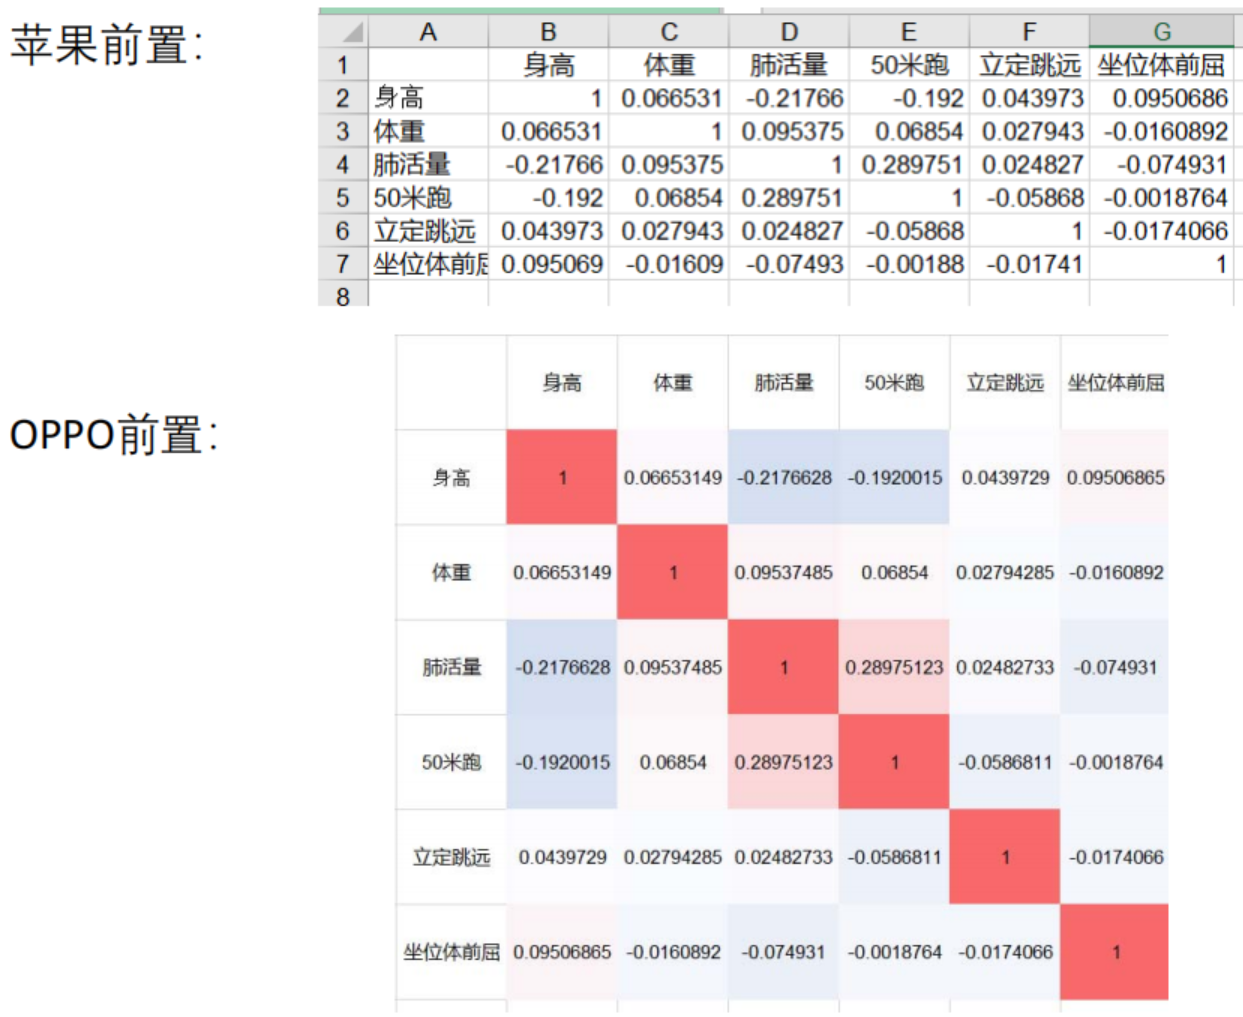 苹果前置：
A B C D E F G
1 身高 体重 肺活量 50米跑 立定跳远 坐位体前屈
2 身高 1 0.066531 -0.21766 -0.192 0.043973 0.0950686
3 体重 0.066531 1 0.095375 0.06854 0.027943 -0.0160892
4 肺活量 -0.21766 0.095375 1 0.289751 0.024827 -0.074931
5 50米跑 -0.192 0.06854 0.289751 1 -0.05868 -0.0018764
6 立定跳远 0.043973 0.027943 0.024827 -0.05868 1 -0.0174066
7 坐位体前屈 0.095069 -0.01609 -0.07493 -0.00188 -0.01741 1
8
OPPO前置：
身高 体重 肺活量 50米跑 立定跳远 坐位体前屈
身高 1 0.06653149 -0.2176628 -0.1920015 0.0439729 0.09506865
体重 0.06653149 1 0.09537485 0.06854 0.02794285 -0.0160892
肺活量 -0.2176628 0.09537485 1 0.28975123 0.02482733 -0.074931
50米跑 -0.1920015 0.06854 0.28975123 1 -0.0586811 -0.0018764
立定跳远 0.0439729 0.02794285 0.02482733 -0.0586811 1 -0.0174066
坐位体前屈 0.09506865 -0.0160892 -0.074931 -0.0018764 -0.0174066 1